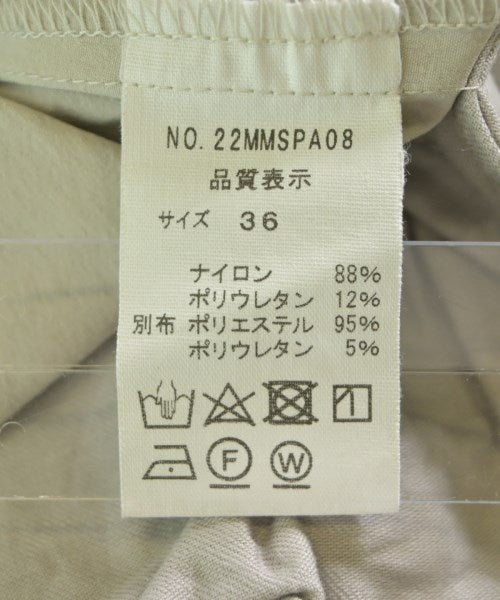 NO. 22MMSPA08
品質表示
サイズ 36
ナイロン 88%
ポリウレタン 12%
別布 ポリエステル 95%
ポリウレタン 5%
F W